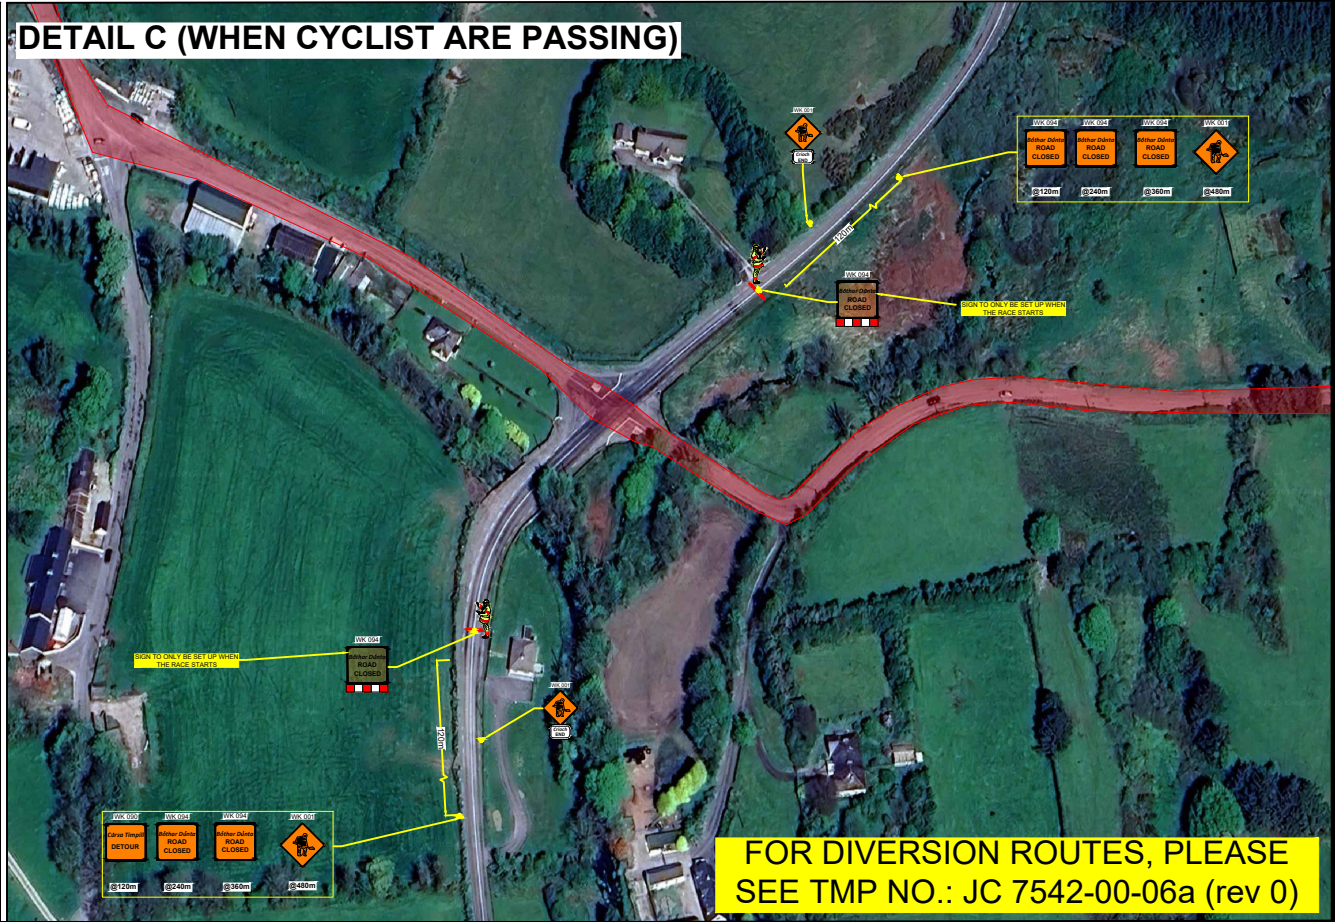 DETAIL C (WHEN CYCLIST ARE PASSING)
WK 001
Críoch
END
WK 094
WK 094
WK 094
WK 001
Bóthar Dúnta
ROAD
CLOSED
Bóthar Dúnta
ROAD
CLOSED
Bóthar Dúnta
ROAD
CLOSED
@120m
@240m
@360m
@480m
120m
WK 094
Bóthar Dúnta
ROAD
CLOSED
SIGN TO ONLY BE SET UP WHEN
THE RACE STARTS
SIGN TO ONLY BE SET UP WHEN
THE RACE STARTS
WK 094
Bóthar Dúnta
ROAD
CLOSED
WK 001
Críoch
END
120m
WK 090
WK 094
WK 094
WK 001
Cúrsa Timpill
DETOUR
Bóthar Dúnta
ROAD
CLOSED
Bóthar Dúnta
ROAD
CLOSED
@120m
@240m
@360m
@480m
FOR DIVERSION ROUTES, PLEASE
SEE TMP NO.: JC 7542-00-06a (rev 0)